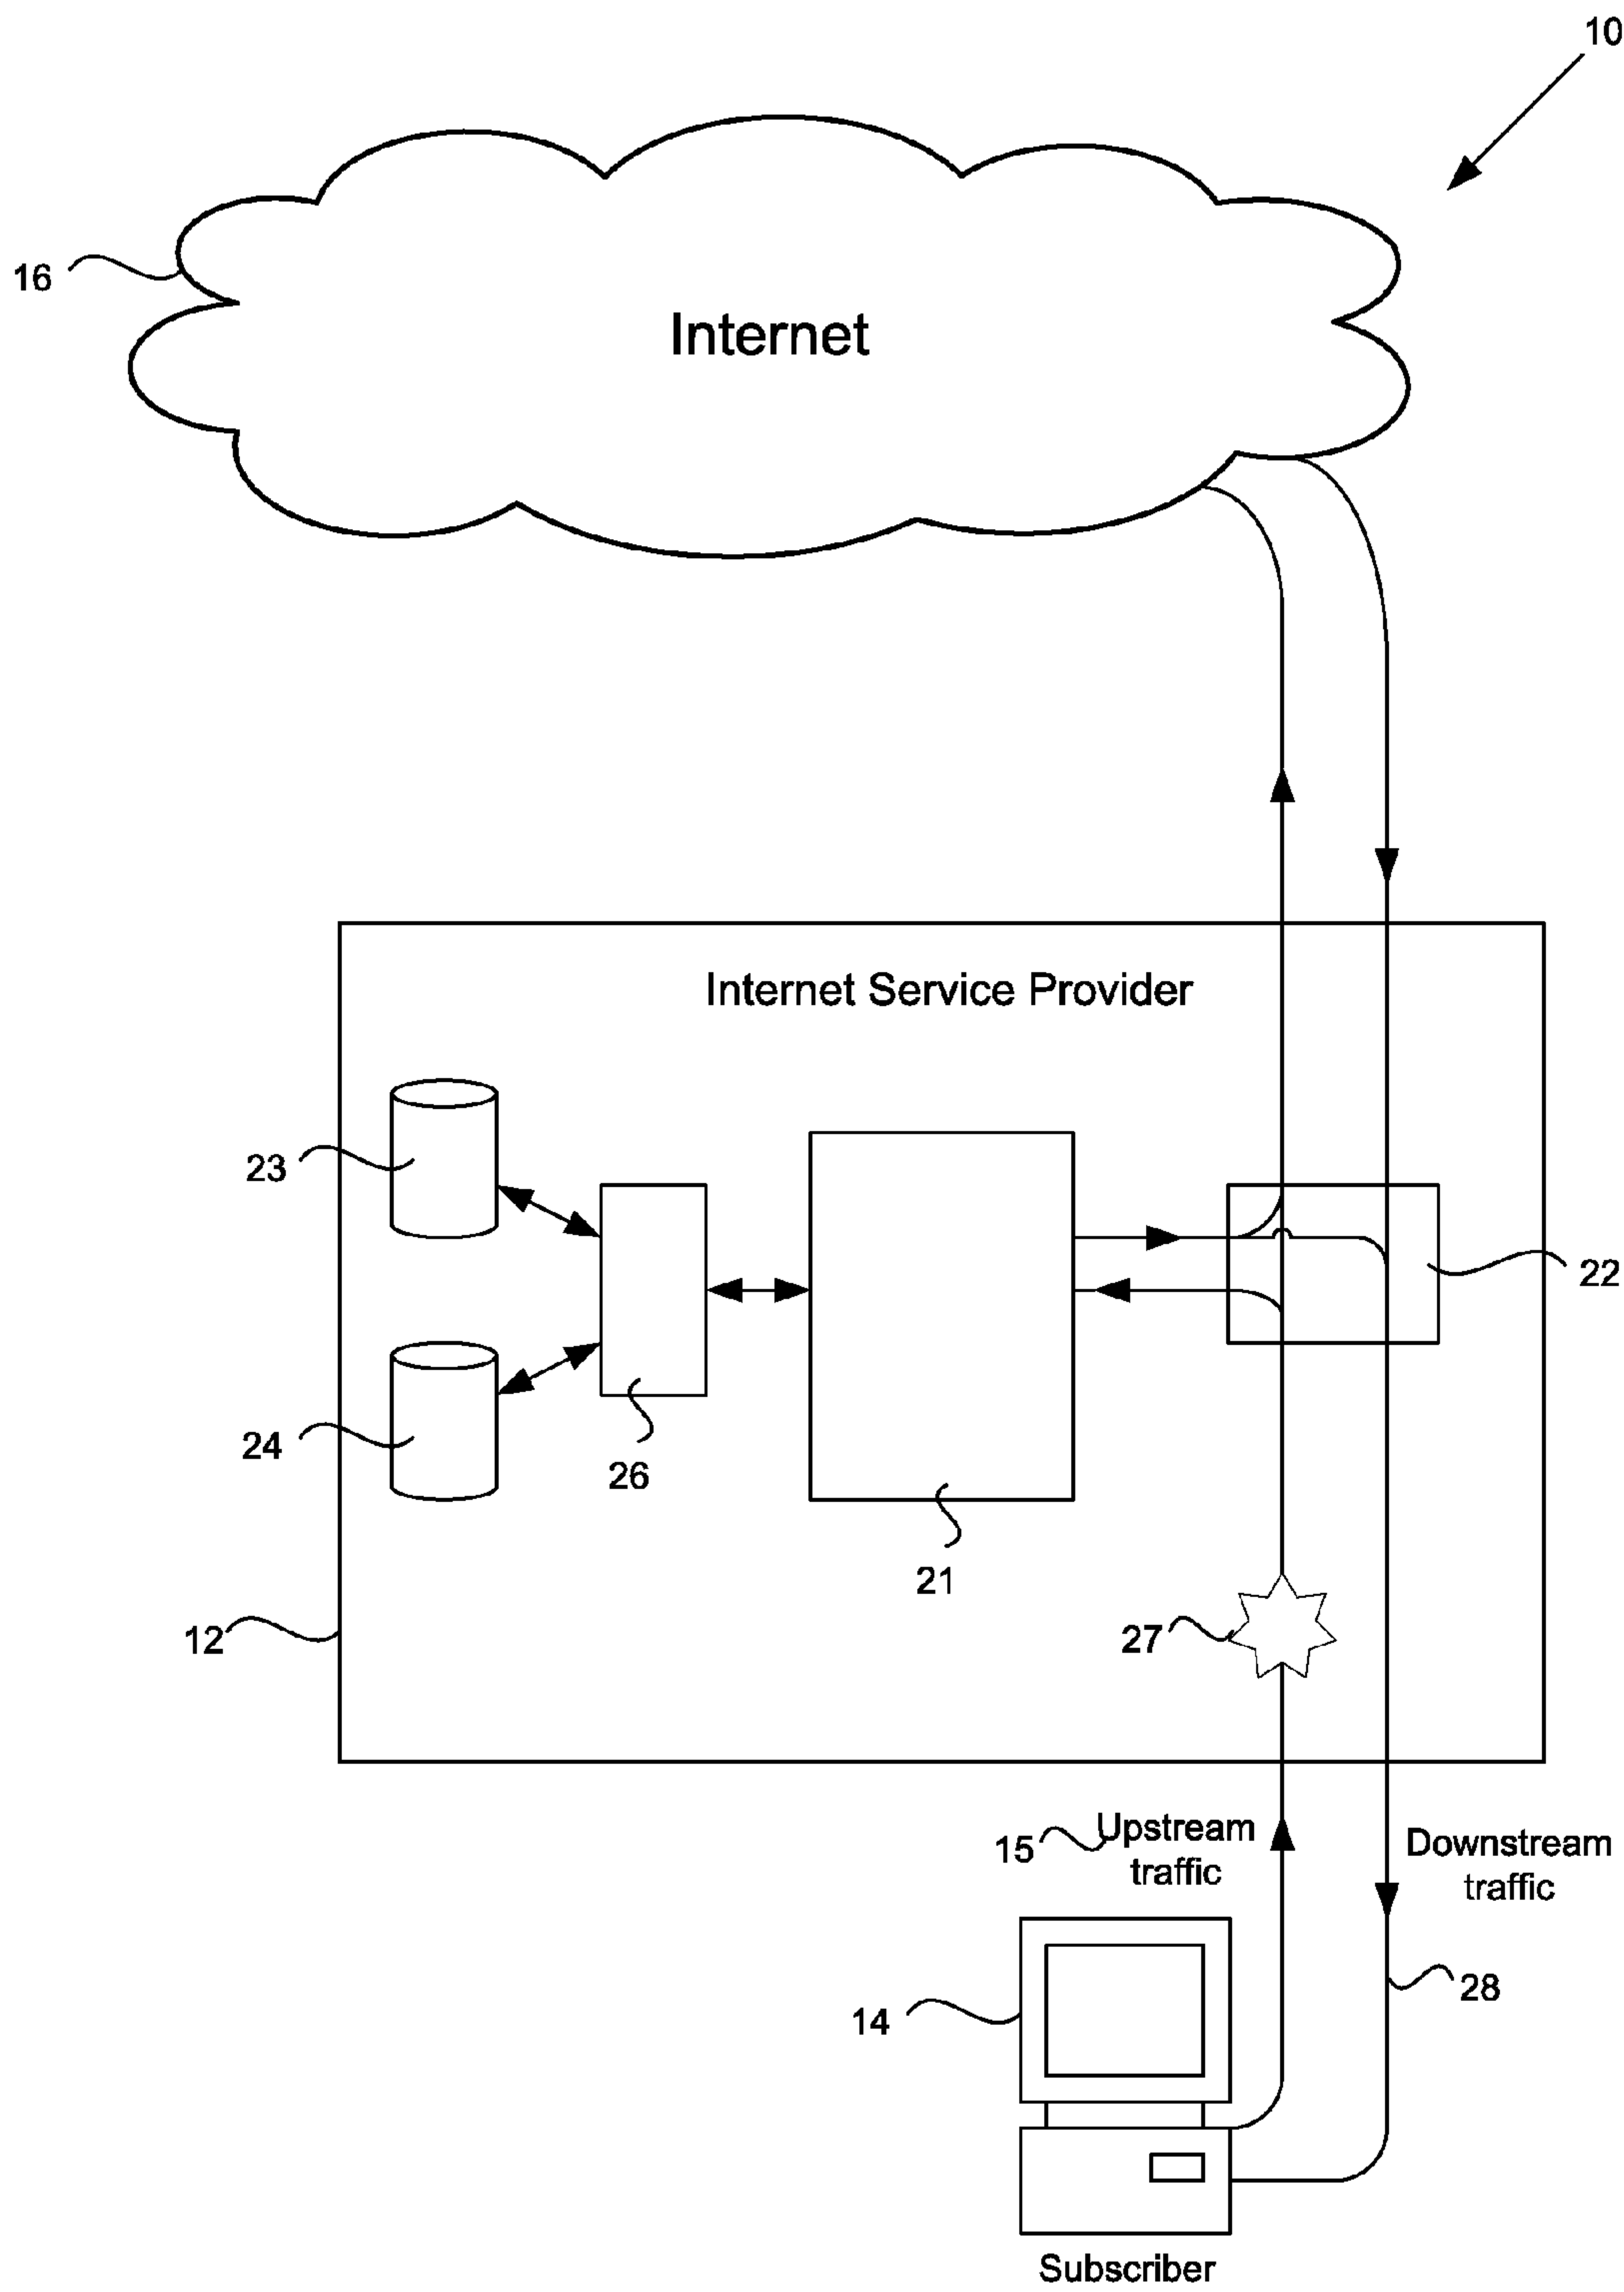 10
16
Internet
Internet Service Provider
23
22
24
26
21
27
12
15
Upstream
traffic
Downstream
traffic
28
14
Subscriber